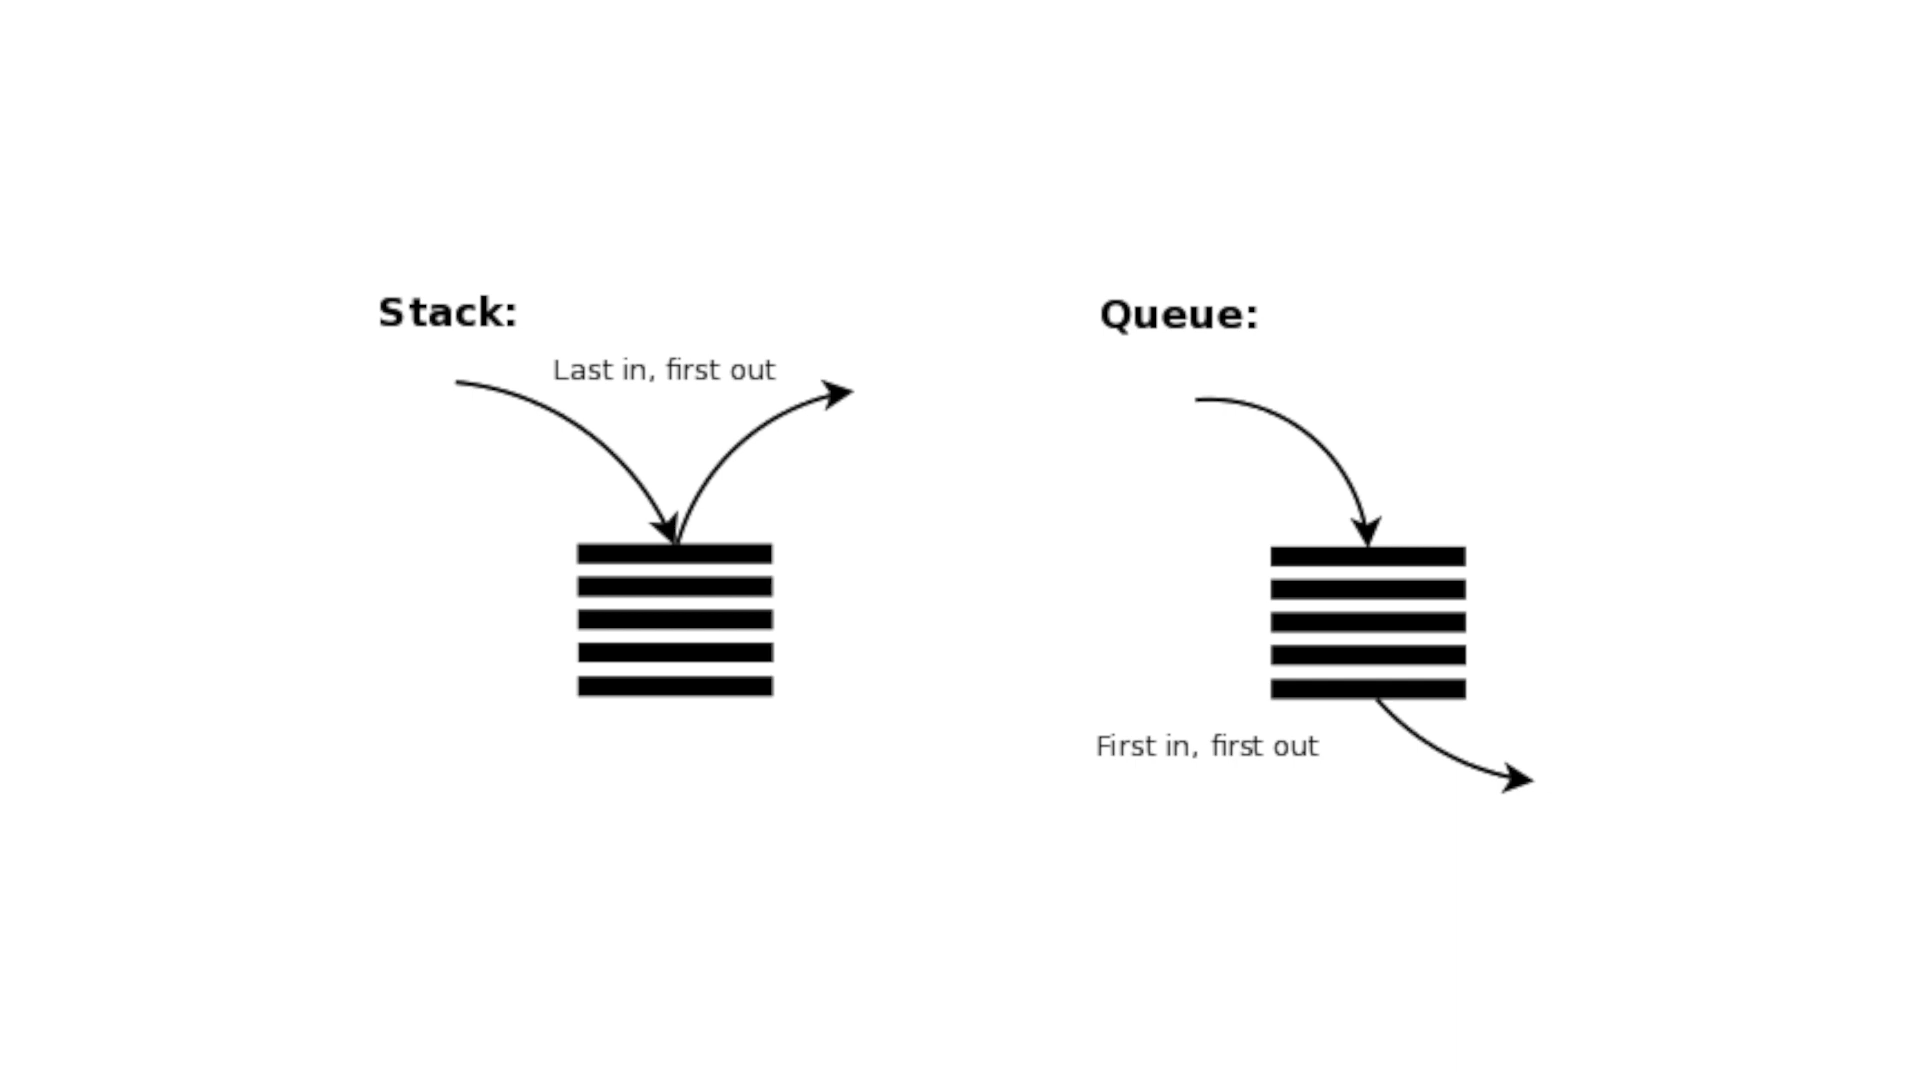 Stack:
Last in, first out
Queue:
First in, first out